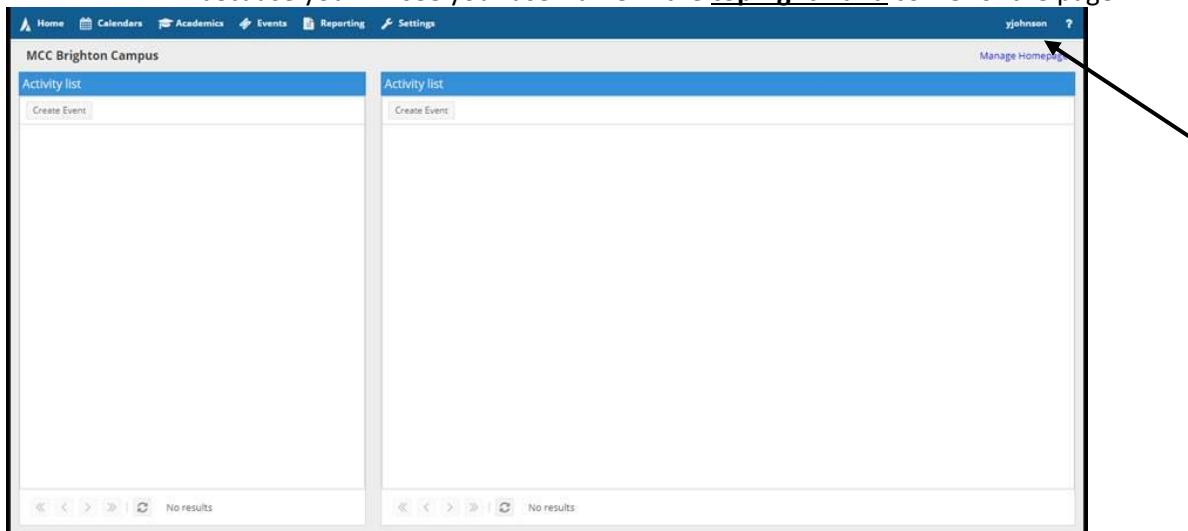 Home Calendars Academics Events Reporting Settings yjohnson ?
MCC Brighton Campus Manage Homepage
Activity list Activity list
Create Event Create Event
No results No results